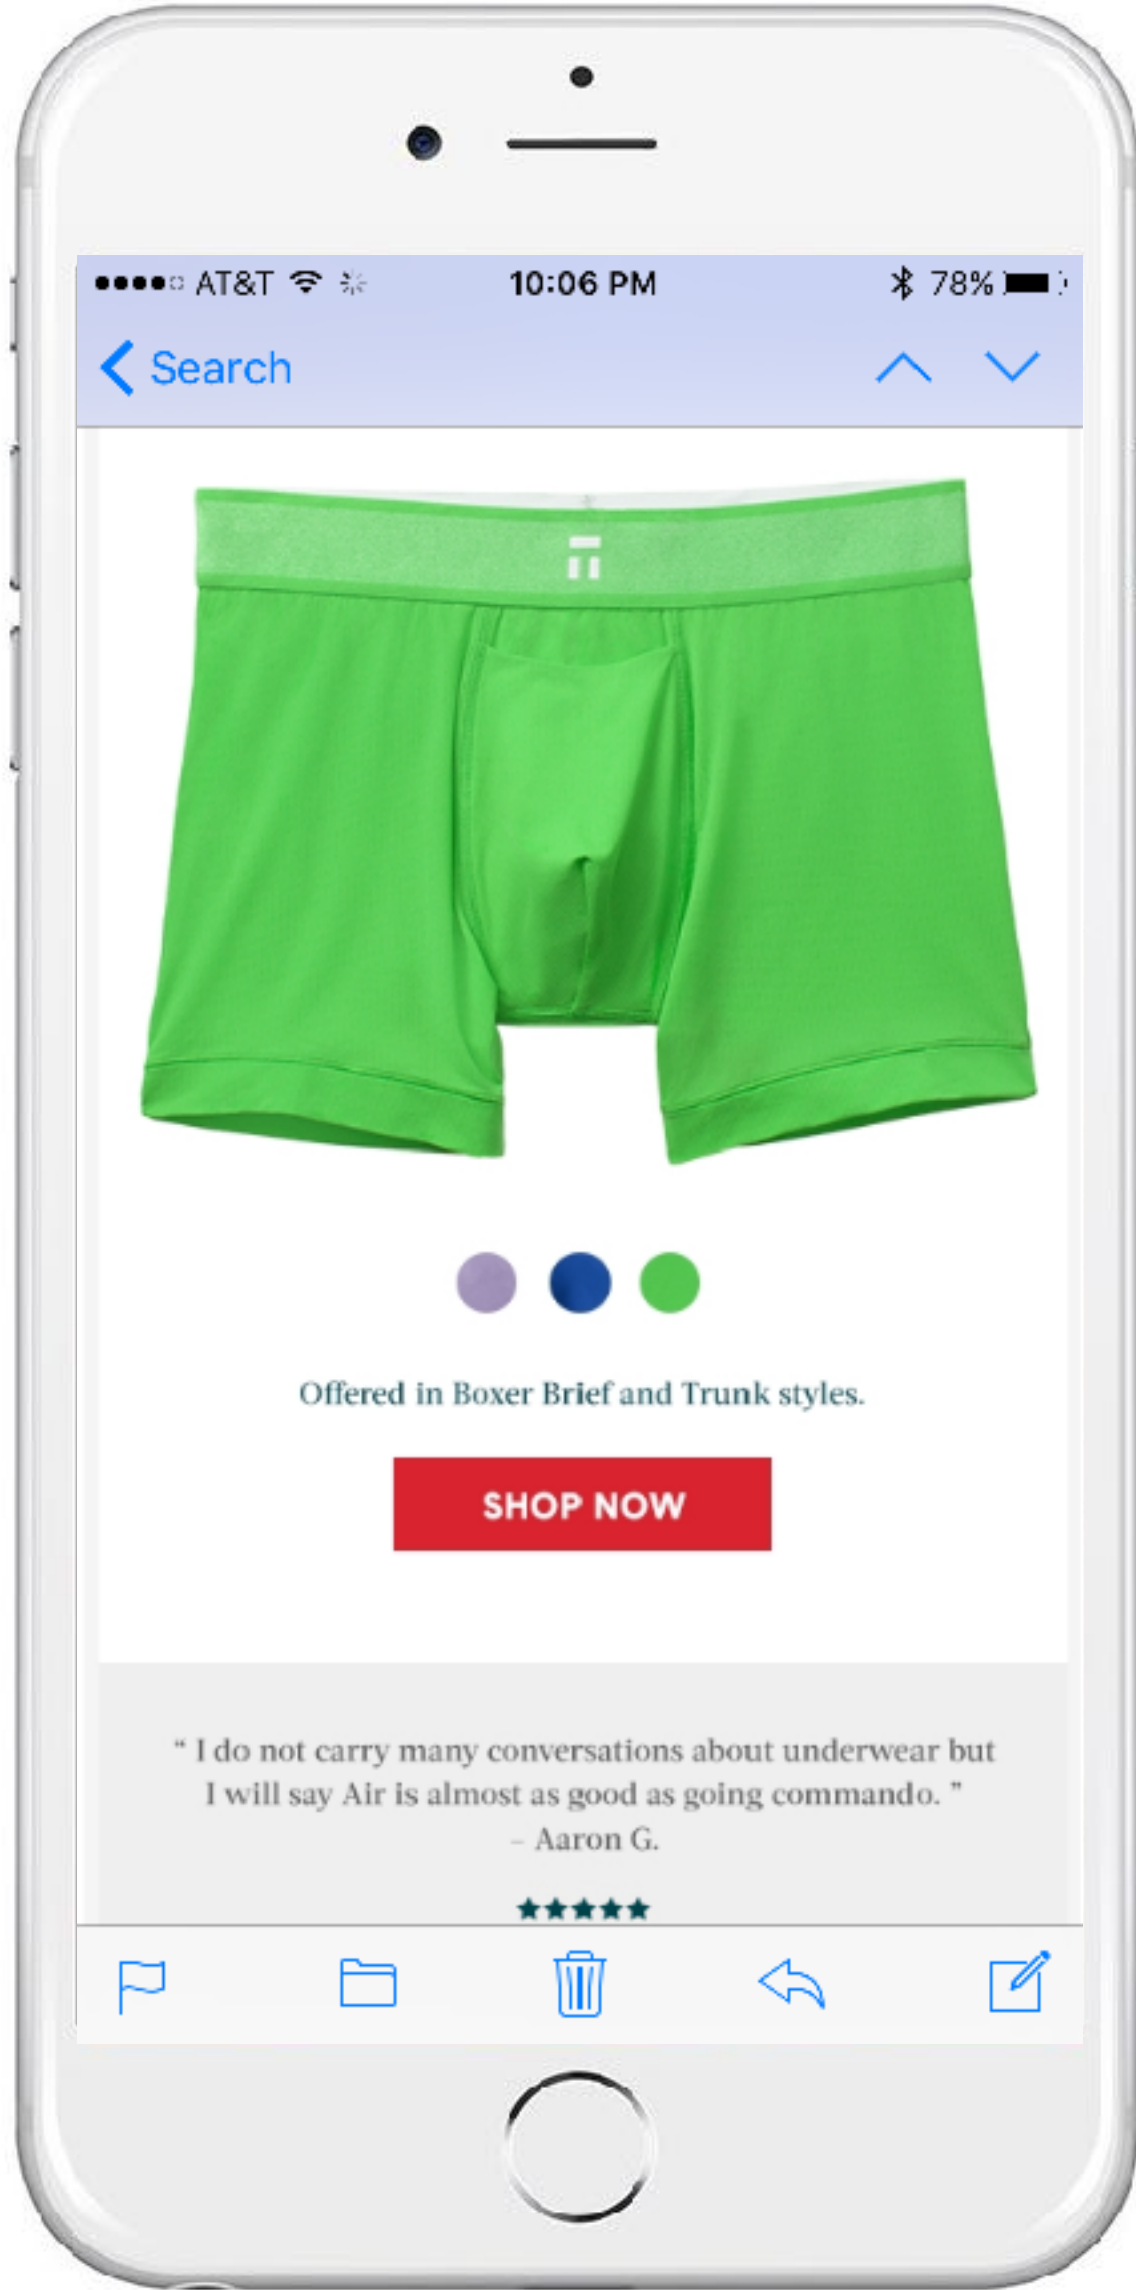 AT&T 10:06 PM 78%
Search
Offered in Boxer Brief and Trunk styles.
SHOP NOW
“ I do not carry many conversations about underwear but
I will say Air is almost as good as going commando. ”
– Aaron G.